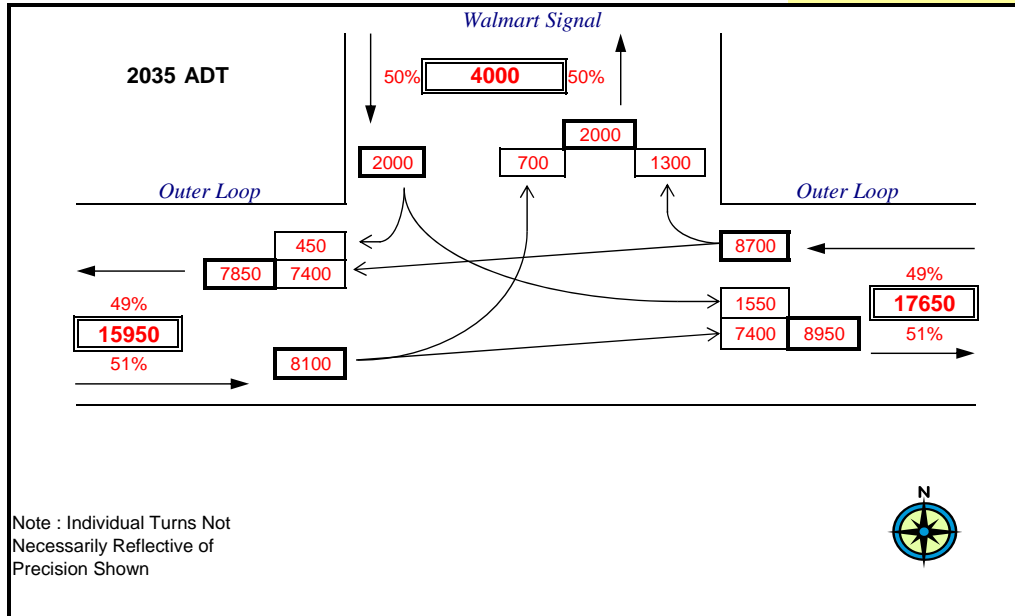 Walmart Signal
2035 ADT
50% 4000 50%
2000
2000 700 1300
Outer Loop Outer Loop
450 8700
7850 7400
49% 49%
1550 17650
15950 7400 8950 51%
51% 8100
N
Note : Individual Turns Not
Necessarily Reflective of
Precision Shown